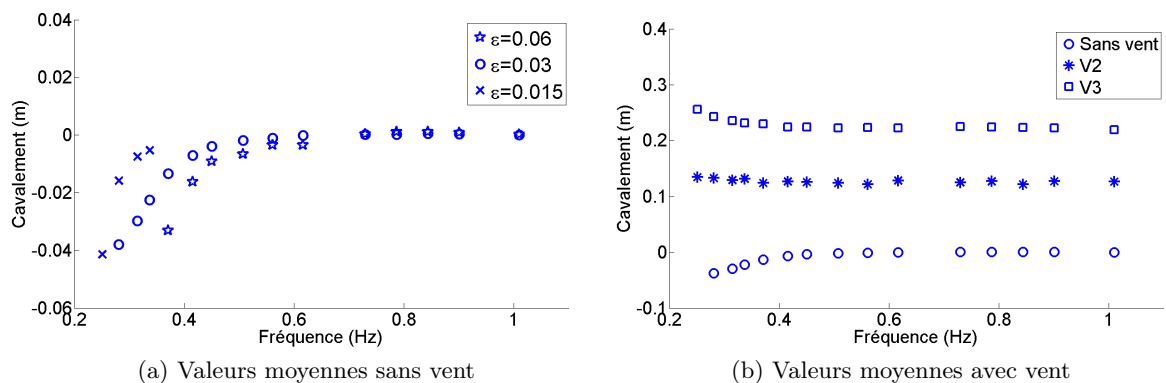 0.04
0.02
0
-0.02
-0.04
-0.06
Cavalement (m)
ε=0.06
ε=0.03
ε=0.015
0.2
0.4
0.6
0.8
1
Fréquence (Hz)
(a) Valeurs moyennes sans vent
0.4
0.3
0.2
0.1
0
-0.1
Cavalement (m)
Sans vent
V2
V3
0.2
0.4
0.6
0.8
1
Fréquence (Hz)
(b) Valeurs moyennes avec vent